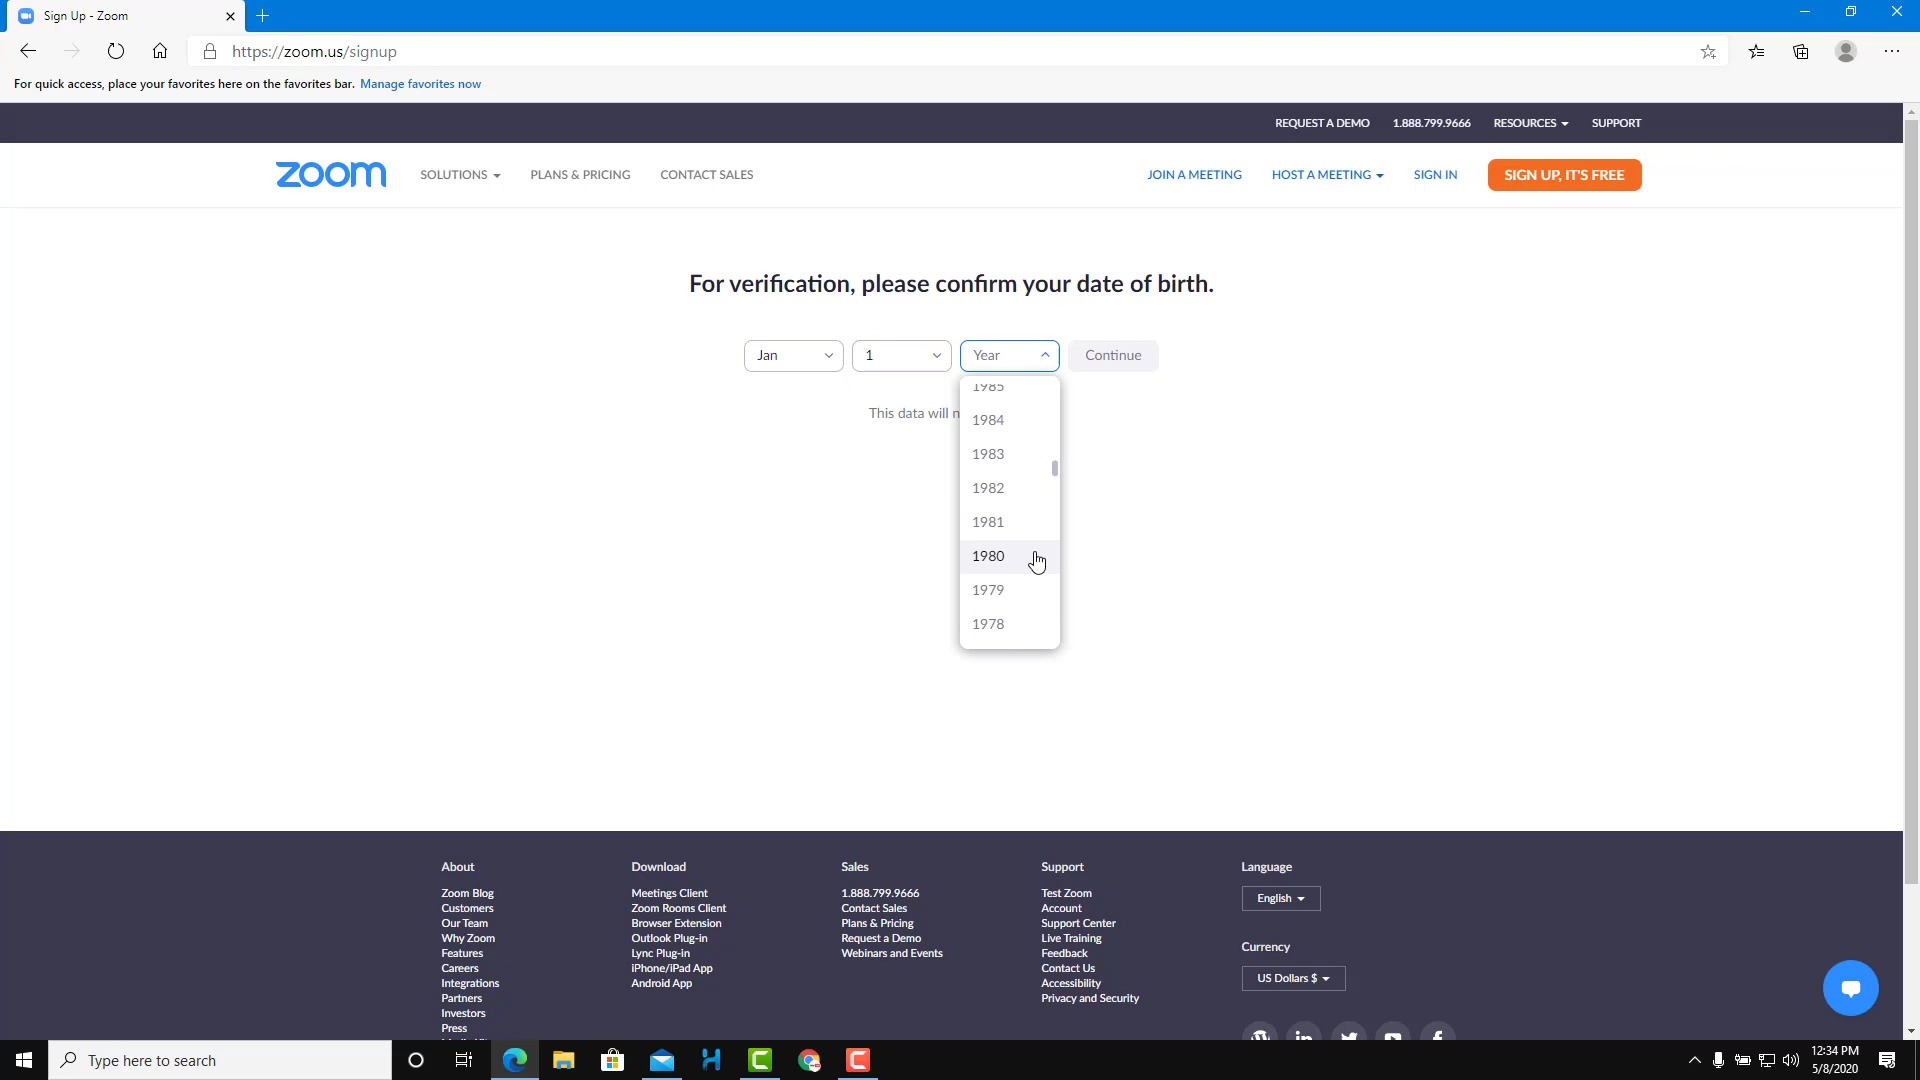 Sign Up - Zoom
https://zoom.us/signup
For quick access, place your favorites here on the favorites bar. Manage favorites now
REQUEST A DEMO 1.888.799.9666 RESOURCES SUPPORT
zoom SOLUTIONS PLANS & PRICING CONTACT SALES JOIN A MEETING HOST A MEETING SIGN IN SIGN UP, IT'S FREE
For verification, please confirm your date of birth.
Jan 1 Year Continue
1985
This data will n
1984
1983
1982
1981
1980
1979
1978
About
Zoom Blog
Customers
Our Team
Why Zoom
Features
Careers
Integrations
Partners
Investors
Press
Download
Meetings Client
Zoom Rooms Client
Browser Extension
Outlook Plug-in
Lync Plug-in
iPhone/iPad App
Android App
Sales
1.888.799.9666
Contact Sales
Plans & Pricing
Request a Demo
Webinars and Events
Support
Test Zoom
Account
Support Center
Live Training
Feedback
Contact Us
Accessibility
Privacy and Security
Language
English
Currency
US Dollars $
Type here to search
12:34 PM
5/8/2020